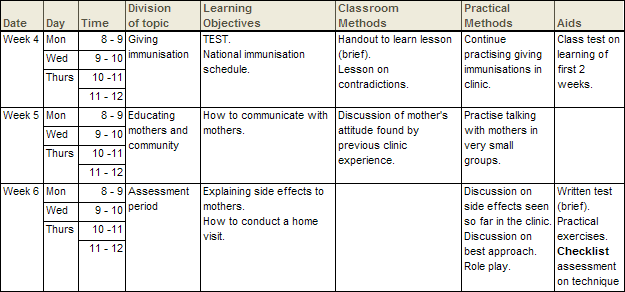 Date Day Time Division of topic Learning Objectives Classroom Methods Practical Methods Aids
Week 4 Mon 8 - 9 Giving TEST. Handout to learn lesson Continue Class test on
Wed 9 - 10 immunisation National immunisation (brief). practising giving learning of
Thurs 10 -11 schedule. Lesson on immunisations in first 2
11 - 12 contradictions. clinic. weeks.
Week 5 Mon 8 - 9 Educating How to communicate with Discussion of mother's Practise talking
Wed 9 - 10 mothers and mothers. attitude found by with mothers in
Thurs 10 -11 community previous clinic very small
11 - 12 experience. groups.
Week 6 Mon 8 - 9 Assessment Explaining side effects to Discussion on Written test
Wed 9 - 10 period mothers. side effects seen (brief).
Thurs 10 -11 How to conduct a home so far in the clinic. Practical
11 - 12 visit. Discussion on exercises.
best approach. Checklist
Role play. assessment
on technique